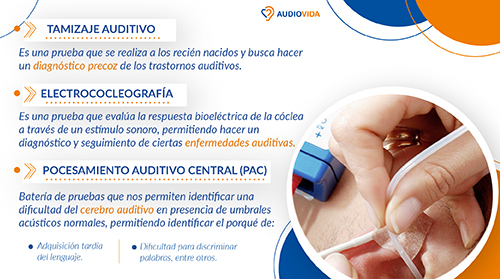 AUDIOVIDA
TAMIZAJE AUDITIVO
Es una prueba que se realiza a los recién nacidos y busca hacer
un diagnóstico precoz de los trastornos auditivos.
ELECTROCOCLEOGRAFÍA
Es una prueba que evalúa la respuesta bioeléctrica de la cóclea
a través de un estímulo sonoro, permitiendo hacer un
diagnóstico y seguimiento de ciertas enfermedades auditivas.
POCESAMIENTO AUDITIVO CENTRAL (PAC)
Batería de pruebas que nos permiten identificar una
dificultad del cerebro auditivo en presencia de umbrales
acústicos normales, permitiendo identificar el porqué de:
Adquisición tardía
del lenguaje.
Dificultad para discriminar
palabras, entre otros.